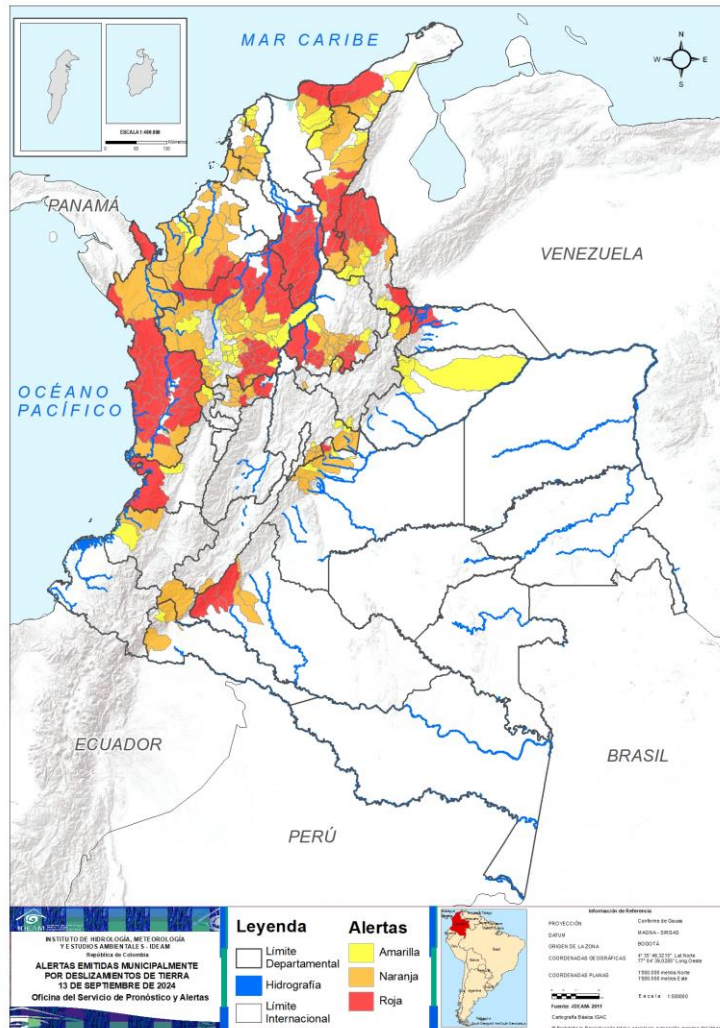 MAR CARIBE
N
W E
S
ESCALA 1:400,000
PANAMÁ
VENEZUELA
OCÉANO
PACÍFICO
ECUADOR
BRASIL
PERÚ
IDEAM
INSTITUTO DE HIDROLOGÍA, METEOROLOGÍA
Y ESTUDIOS AMBIENTALES - IDEAM
República de Colombia
ALERTAS EMITIDAS MUNICIPALMENTE
POR DESLIZAMIENTOS DE TIERRA
13 DE SEPTIEMBRE DE 2024
Oficina del Servicio de Pronóstico y Alertas
Leyenda
Límite
Departamental
Hidrografía
Límite
Internacional
Alertas
Amarilla
Naranja
Roja
Información de Referencia
PROYECCIÓN Conforme de Gauss
DATUM MAGNA - SIRGAS
ORIGEN DE LA ZONA BOGOTÁ
COORDENADAS GEOGRÁFICAS
COORDENADAS PLANAS
Fuente: IDEAM
Cartografía Básica IGAC